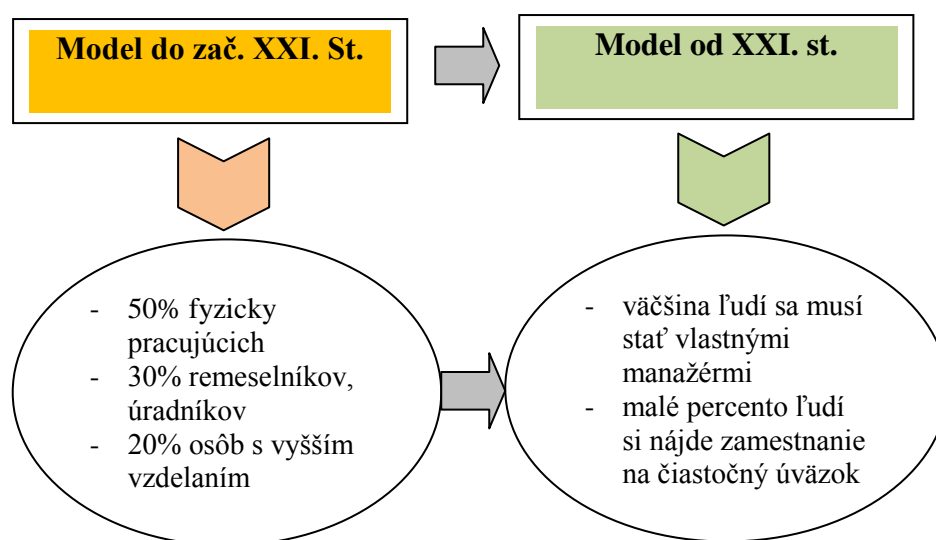 Model do zač. XXI. St.
Model od XXI. st.
- 50% fyzicky
pracujúcich
- 30% remeselníkov,
úradníkov
- 20% osôb s vyšším
vzdelaním
- väčšina ľudí sa musí
stať vlastnými
manažérmi
- malé percento ľudí
si nájde zamestnanie
na čiastočný úväzok